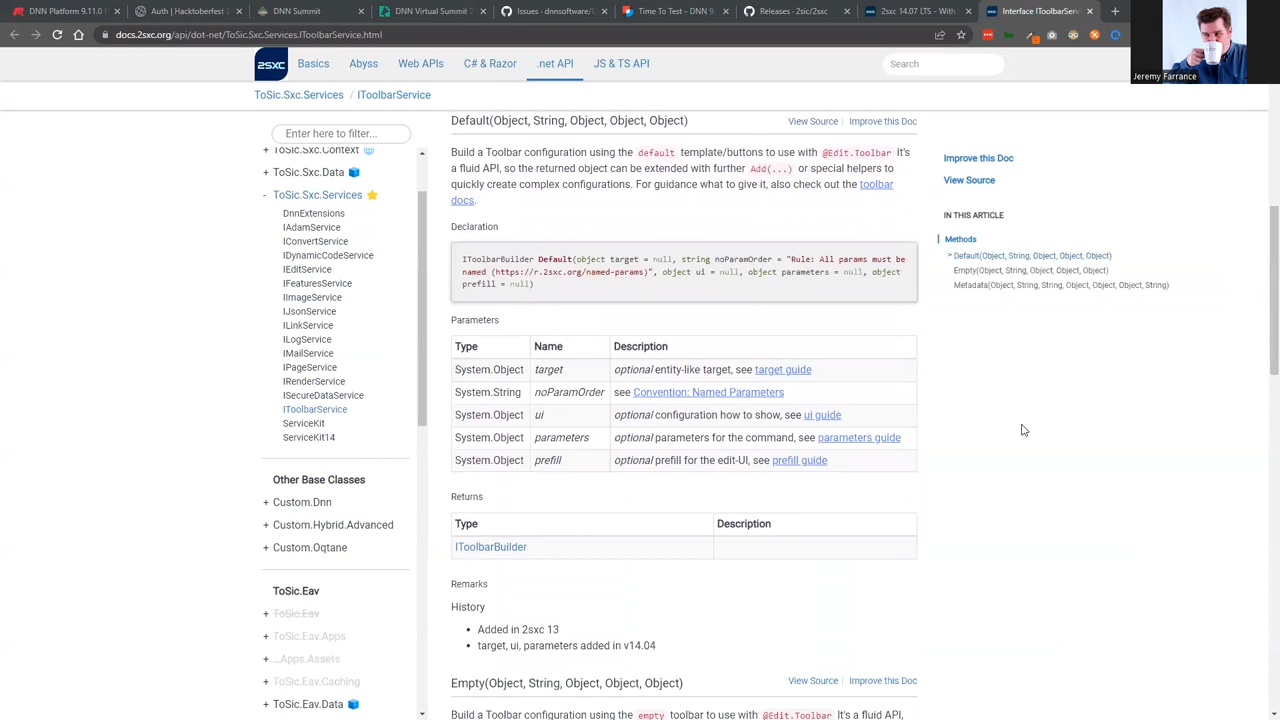 DNN Platform 9.11.0
Auth | Hacktoberfest
DNN Summit
DNN Virtual Summit 2
Issues · dnnsoftware/
Time To Test - DNN 9
Releases · 2sic/2sxc
2sxc 14.07 LTS - With
Interface IToolbarServ
docs.2sxc.org/api/dot-net/ToSic.Sxc.Services.IToolbarService.html
Jeremy Farrance
2SXC
Basics
Abyss
Web APIs
C# & Razor
.net API
JS & TS API
Search
ToSic.Sxc.Services / IToolbarService
Enter here to filter...
+ ToSic.Sxc.Context
+ ToSic.Sxc.Data
- ToSic.Sxc.Services
DnnExtensions
IAdamService
IConvertService
IDynamicCodeService
IEditService
IFeaturesService
IImageService
IJsonService
ILinkService
ILogService
IMailService
IPageService
IRenderService
ISecureDataService
IToolbarService
ServiceKit
ServiceKit14
Other Base Classes
+ Custom.Dnn
+ Custom.Hybrid.Advanced
+ Custom.Oqtane
ToSic.Eav
+ ToSic.Eav
+ ToSic.Eav.Apps
+ ...Apps.Assets
+ ToSic.Eav.Caching
+ ToSic.Eav.Data
Default(Object, String, Object, Object, Object)
View Source | Improve this Doc
Build a Toolbar configuration using the default template/buttons to use with @Edit.Toolbar It's
a fluid API, so the returned object can be extended with further Add(...) or special helpers to
quickly create complex configurations. For guidance what to give it, also check out the toolbar
docs.
Declaration
IToolbarBuilder Default(object target = null, string noParamOrder = "Rule: All params must be
named (https://r.2sxc.org/named-params)", object ui = null, object parameters = null, object
prefill = null)
Parameters
Type Name Description
System.Object target optional entity-like target, see target guide
System.String noParamOrder see Convention: Named Parameters
System.Object ui optional configuration how to show, see ui guide
System.Object parameters optional parameters for the command, see parameters guide
System.Object prefill optional prefill for the edit-UI, see prefill guide
Returns
Type Description
IToolbarBuilder
Remarks
History
• Added in 2sxc 13
• target, ui, parameters added in v14.04
Empty(Object, String, Object, Object, Object)
View Source | Improve this Doc
Build a Toolbar configuration using the empty toolbar to use with @Edit.Toolbar It's a fluid API,
Improve this Doc
View Source
IN THIS ARTICLE
Methods
> Default(Object, String, Object, Object, Object)
Empty(Object, String, Object, Object, Object)
Metadata(Object, String, String, Object, Object, Object, String)